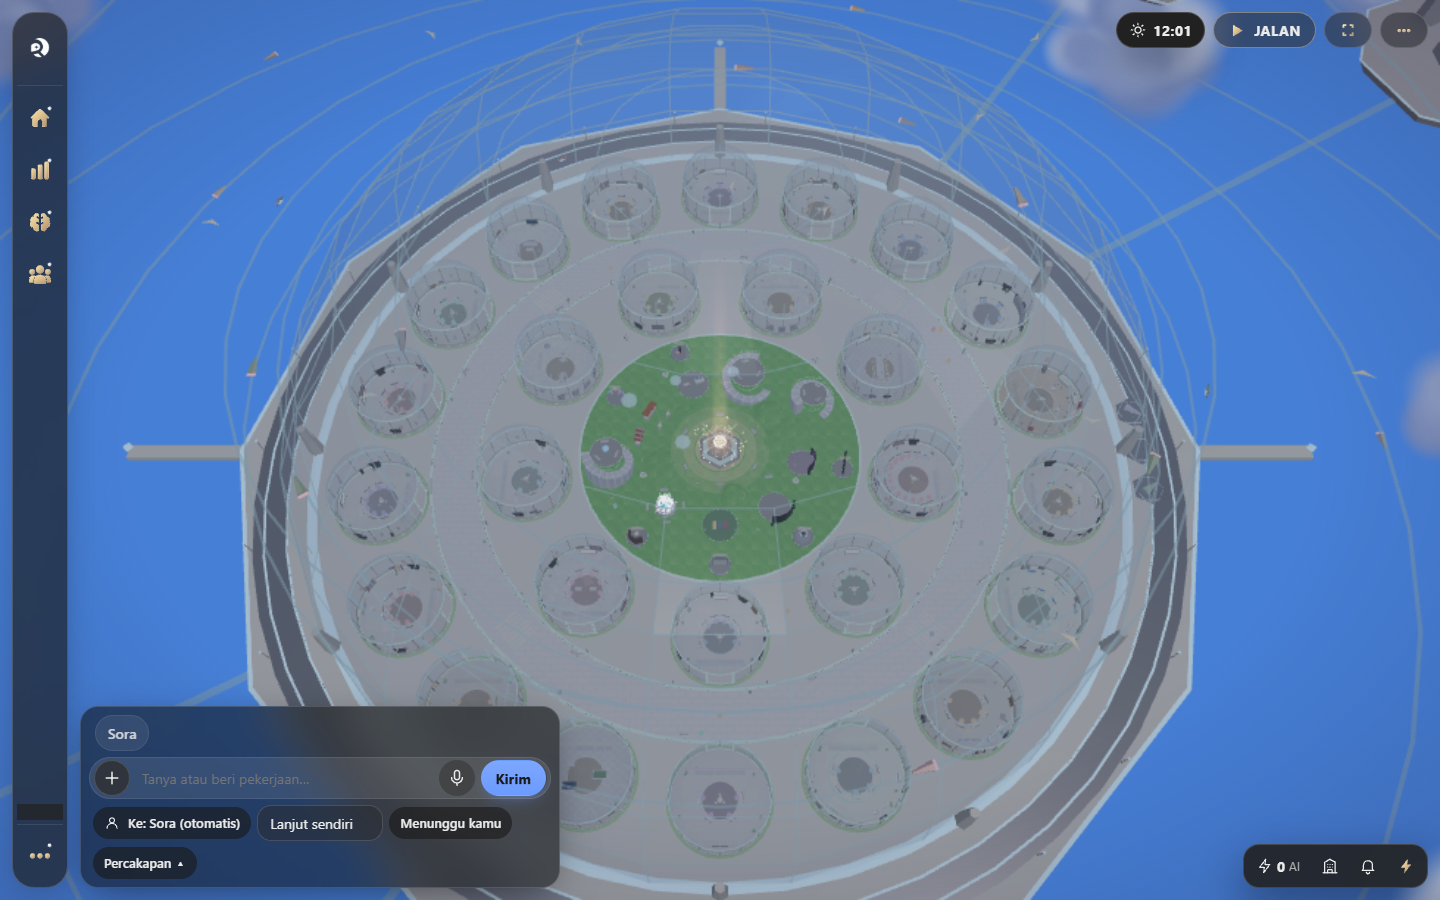 12:01
JALAN
Sora
Tanya atau beri pekerjaan...
Kirim
Ke: Sora (otomatis)
Lanjut sendiri
Menunggu kamu
Percakapan
0 AI